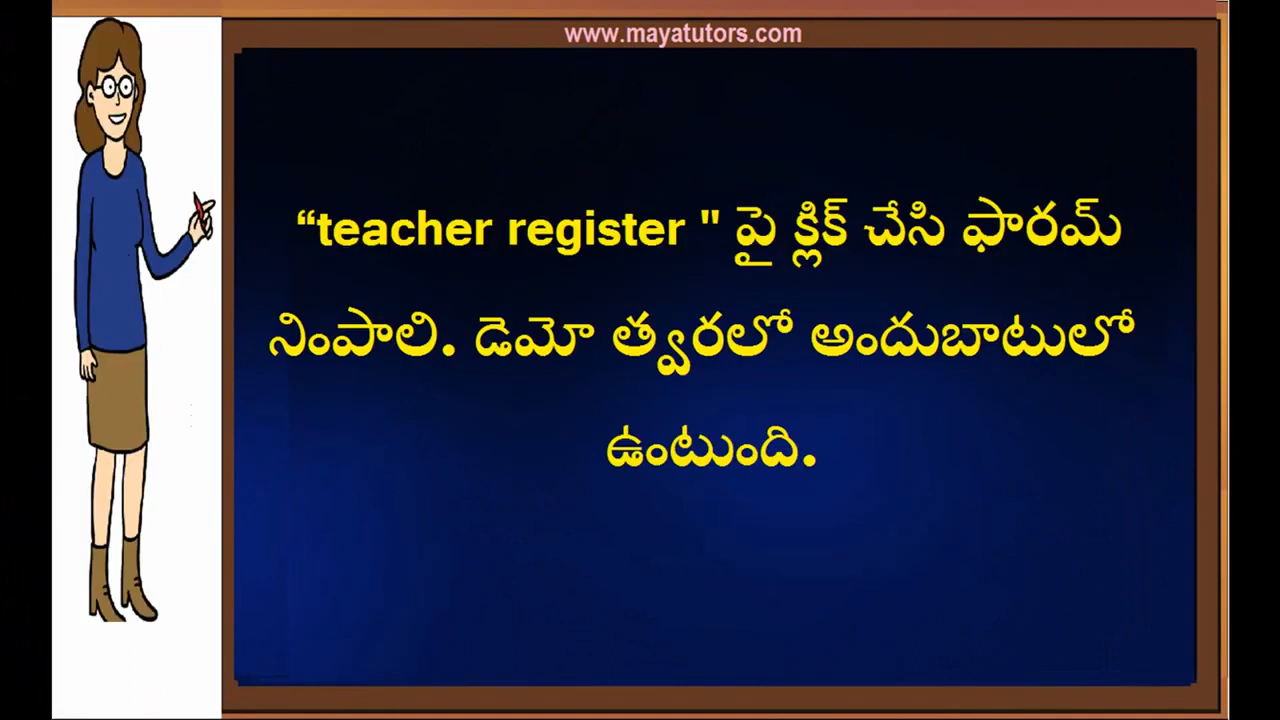 www.mayatutors.com
“teacher register " పై క్లిక్ చేసి ఫారమ్
నింపాలి. డెమో త్వరలో అందుబాటులో
ఉంటుంది.